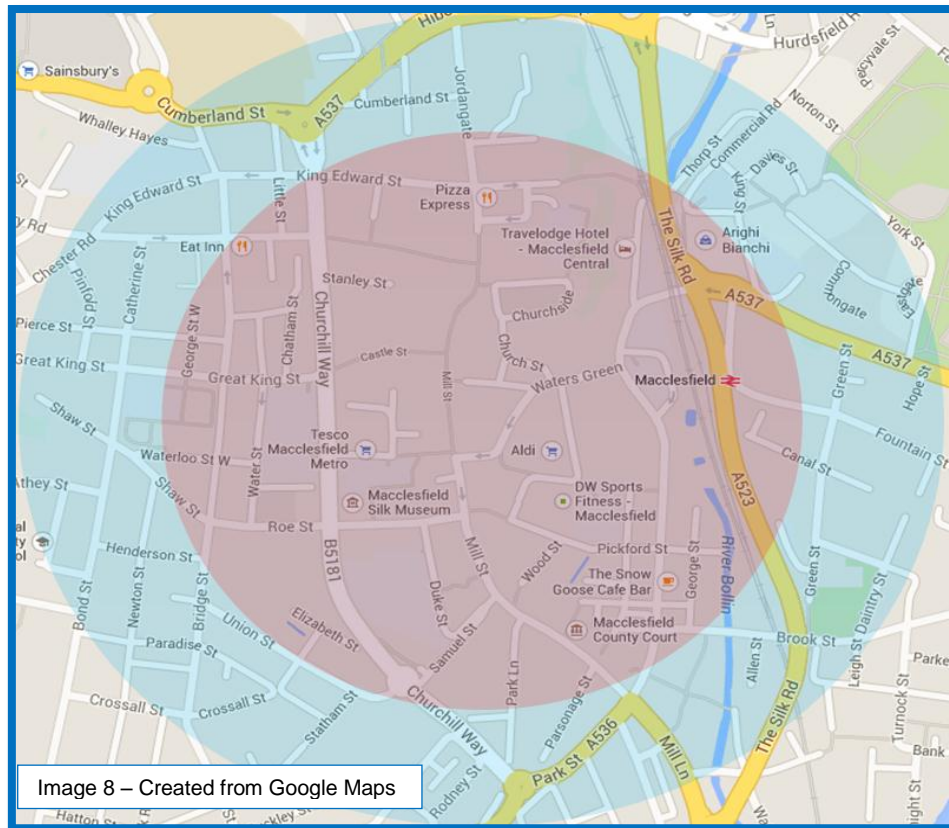 Hibe
Hurdsfield R
Percyvale St
Sainsbury's
Cumberland St
A537
Cumberland St
Jordangate
Norton St
Commercial Rd
Whalley Hayes
Thorp St
Davies St
King St
King Edward St
King Edward St
Little St
Pizza
Express
The Silk Rd
York St
Travelodge Hotel
- Macclesfield
Central
Arighi
Bianchi
Chester Rd
Eat Inn
Catherine St
Pinfold St
Stanley St
Churchill Way
Churchside
A537
Eastgate
Pierce St
George St W
Chatham St
Castle St
Church St
Waters Green
A537
Great King St
Great King St
Mill St
Macclesfield
Green St
Hope St
Shaw St
Tesco
Macclesfield
Metro
Aldi
Fountain St
Waterloo St W
Water St
Canal St
Athey St
Shaw St
Macclesfield
Silk Museum
DW Sports
Fitness -
Macclesfield
A523
Roe St
Henderson St
B5181
Mill St
Wood St
Pickford St
George St
River Bollin
Green St
Daintry St
Bond St
Newton St
Bridge St
Union St
Elizabeth St
Duke St
The Snow
Goose Cafe Bar
Macclesfield
County Court
Brook St
Paradise St
Samuel St
Allen St
Leigh St
Parke
Crossall St
Crossall St
Statham St
Churchill Way
Park Ln
Parsonage St
A536
Park St
Mill Ln
The Silk Rd
Turnock St
Bank
Rodney St
Image 8 – Created from Google Maps
Hatton St